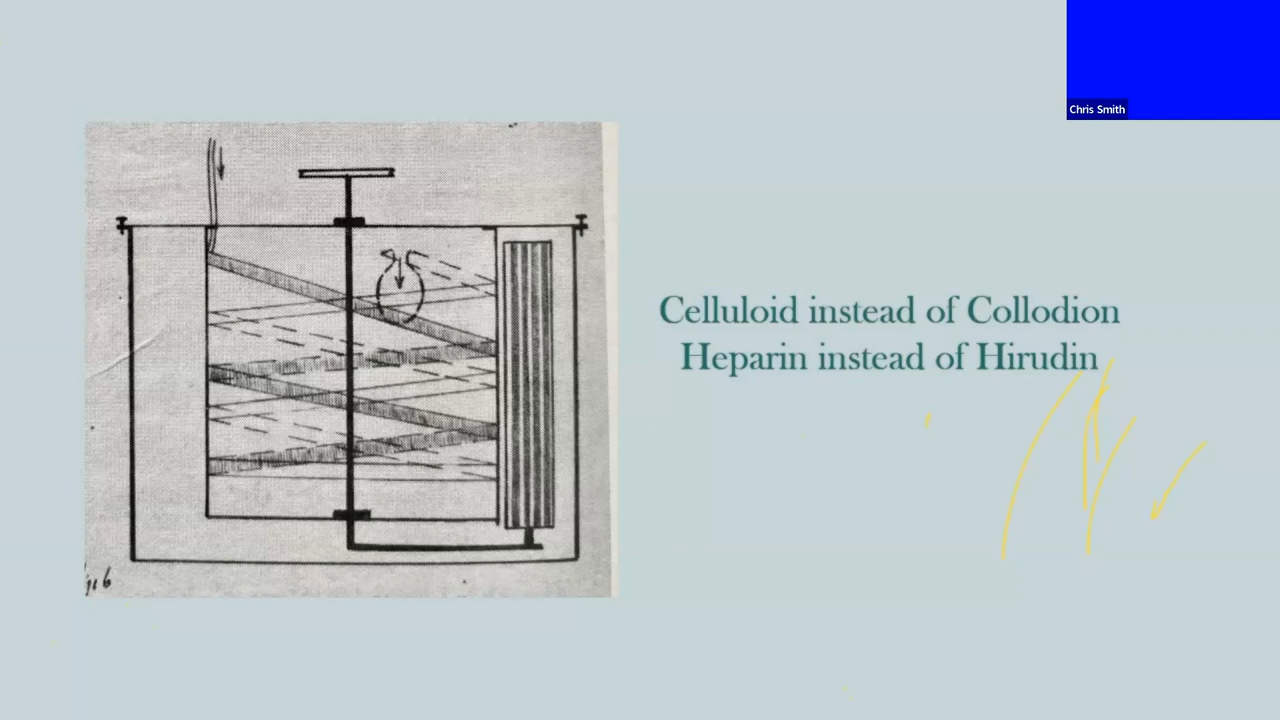 Chris Smith
Celluloid instead of Collodion
Heparin instead of Hirudin